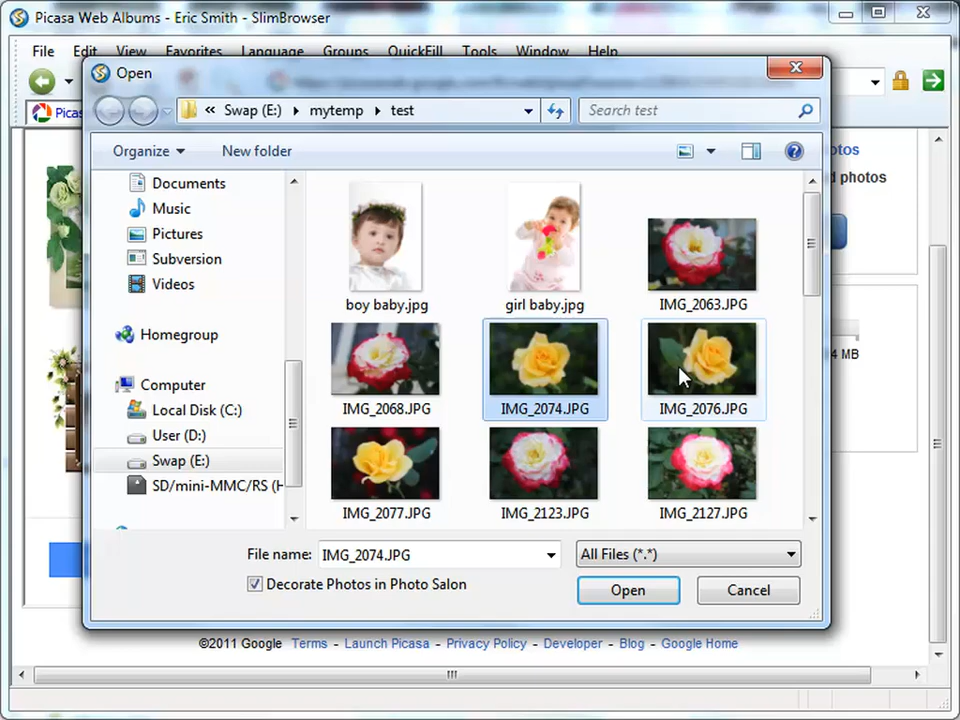 Picasa Web Albums - Eric Smith - SlimBrowser
File Edit View Favorites Language Groups QuickFill Tools Window Help
Open
« Swap (E:) mytemp test
Search test
Organize New folder
Documents
Music
Pictures
Subversion
Videos
Homegroup
Computer
Local Disk (C:)
User (D:)
Swap (E:)
SD/mini-MMC/RS (H
boy baby.jpg
girl baby.jpg
IMG_2063.JPG
IMG_2068.JPG
IMG_2074.JPG
IMG_2076.JPG
IMG_2077.JPG
IMG_2123.JPG
IMG_2127.JPG
File name: IMG_2074.JPG
All Files (*.*)
Decorate Photos in Photo Salon
Open
Cancel
Picas
otos
d photos
4 MB
©2011 Google Terms - Launch Picasa - Privacy Policy - Developer - Blog - Google Home